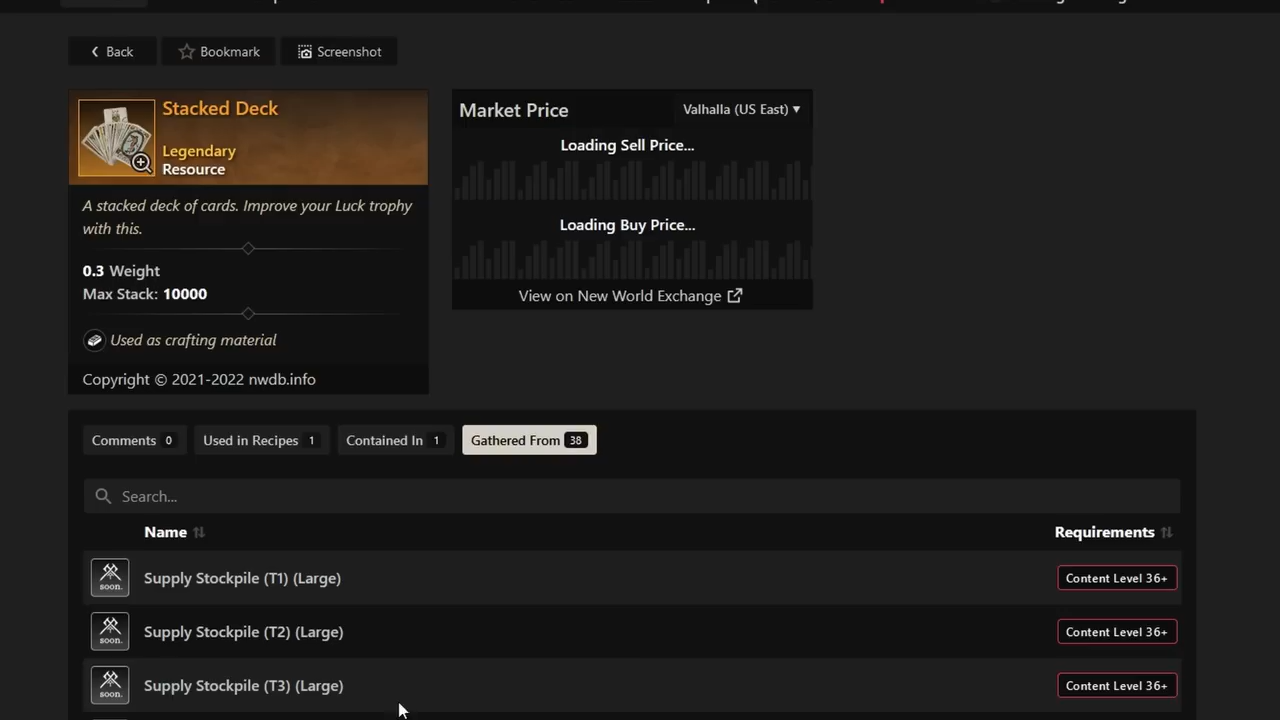 Back
Bookmark
Screenshot
Stacked Deck
Legendary
Resource
A stacked deck of cards. Improve your Luck trophy
with this.
0.3 Weight
Max Stack: 10000
Used as crafting material
Copyright © 2021-2022 nwdb.info
Market Price
Valhalla (US East) ▾
Loading Sell Price...
Loading Buy Price...
View on New World Exchange
Comments 0
Used in Recipes 1
Contained In 1
Gathered From 38
Search...
Name
Requirements
soon.
Supply Stockpile (T1) (Large)
Content Level 36+
soon.
Supply Stockpile (T2) (Large)
Content Level 36+
soon.
Supply Stockpile (T3) (Large)
Content Level 36+